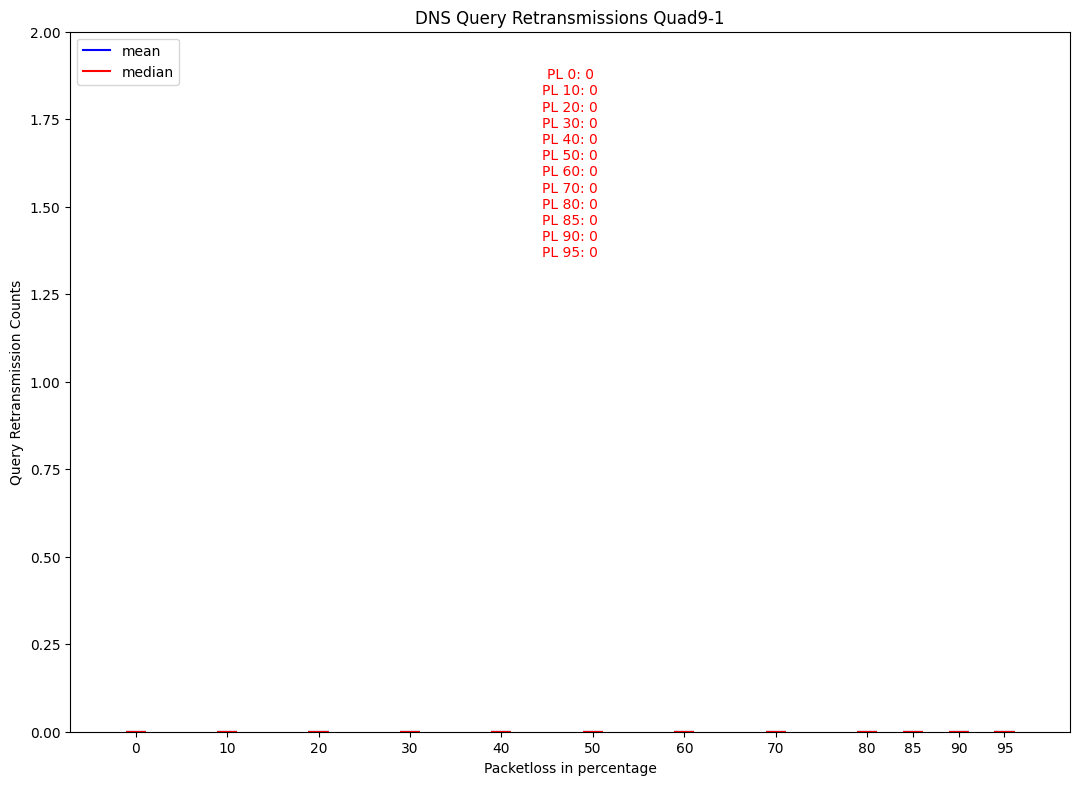 DNS Query Retransmissions Quad9-1
mean
median
PL 0: 0
PL 10: 0
PL 20: 0
PL 30: 0
PL 40: 0
PL 50: 0
PL 60: 0
PL 70: 0
PL 80: 0
PL 85: 0
PL 90: 0
PL 95: 0
Query Retransmission Counts
2.00
1.75
1.50
1.25
1.00
0.75
0.50
0.25
0.00
0 10 20 30 40 50 60 70 80 85 90 95
Packetloss in percentage